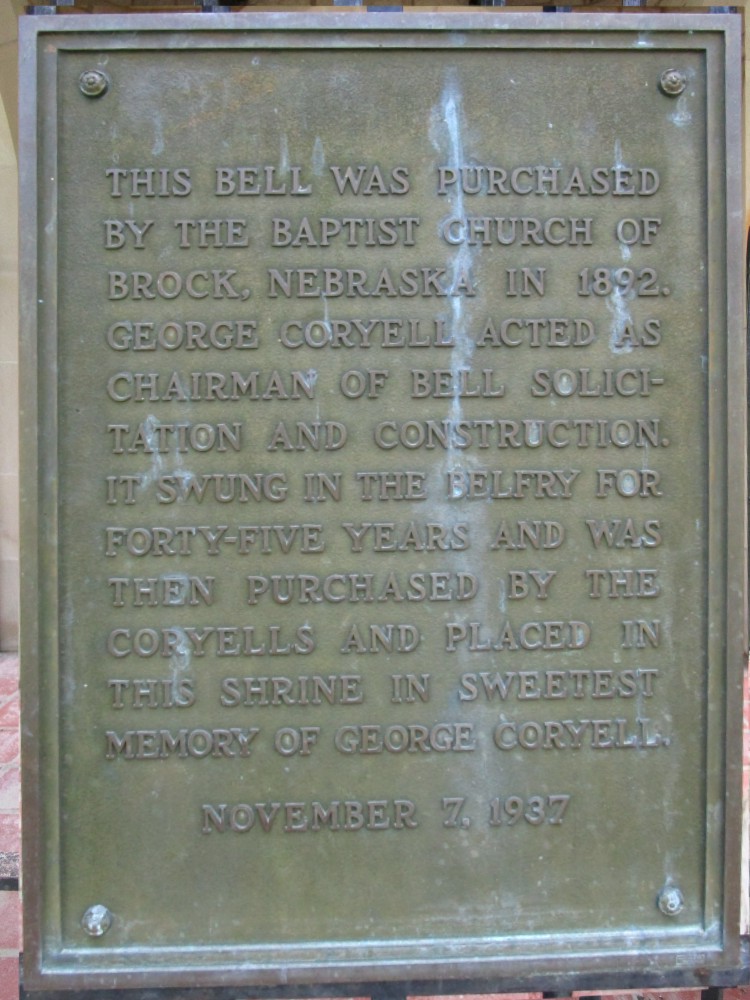 THIS BELL WAS PURCHASED
BY THE BAPTIST CHURCH OF
BROCK, NEBRASKA IN 1892.
GEORGE CORYELL ACTED AS
CHAIRMAN OF BELL SOLICI-
TATION AND CONSTRUCTION.
IT SWUNG IN THE BELFRY FOR
FORTY-FIVE YEARS AND WAS
THEN PURCHASED BY THE
CORYELLS AND PLACED IN
THIS SHRINE IN SWEETEST
MEMORY OF GEORGE CORYELL.
NOVEMBER 7, 1937